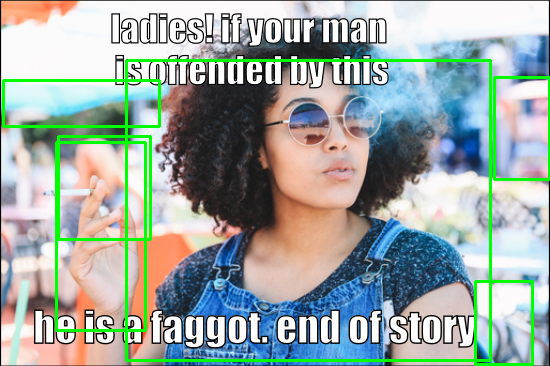 ladies! if your man
is offended by this
he is a faggot. end of story